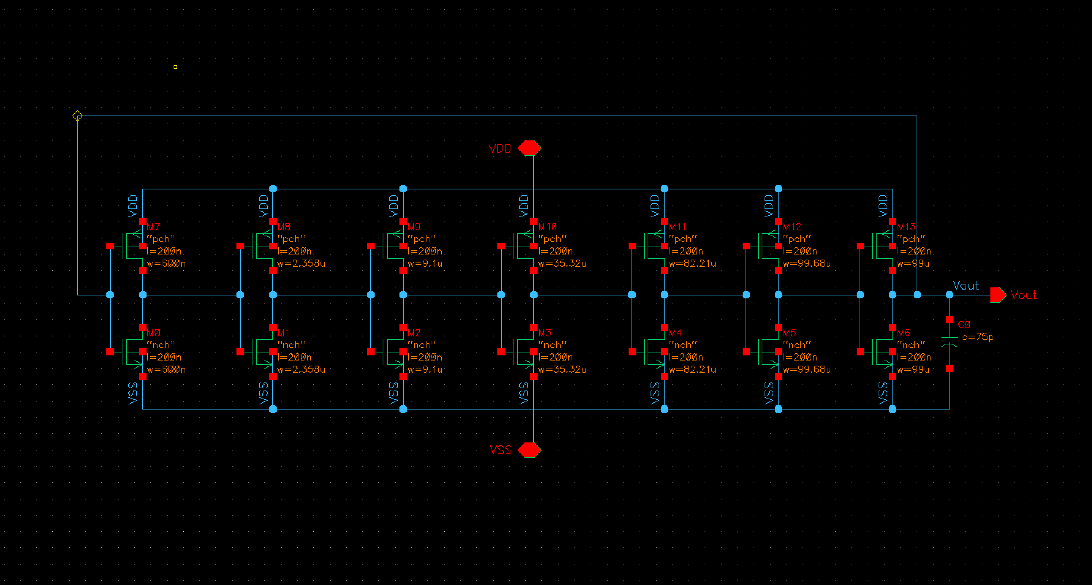 VDD
VDD
VDD
VDD
VDD
VDD
VDD
VDD
M7
"pch"
l=200n
w=600n
M8
"pch"
l=200n
w=2.358u
M9
"pch"
l=200n
w=9.1u
M10
"pch"
l=200n
w=35.32u
M11
"pch"
l=200n
w=82.21u
M12
"pch"
l=200n
w=99.68u
M13
"pch"
l=200n
w=99u
Vout
Vout
M0
"nch"
l=200n
w=600n
M1
"nch"
l=200n
w=2.358u
M2
"nch"
l=200n
w=9.1u
M3
"nch"
l=200n
w=35.32u
M4
"nch"
l=200n
w=82.21u
M5
"nch"
l=200n
w=99.68u
M6
"nch"
l=200n
w=99u
C0
c=75p
VSS
VSS
VSS
VSS
VSS
VSS
VSS
VSS